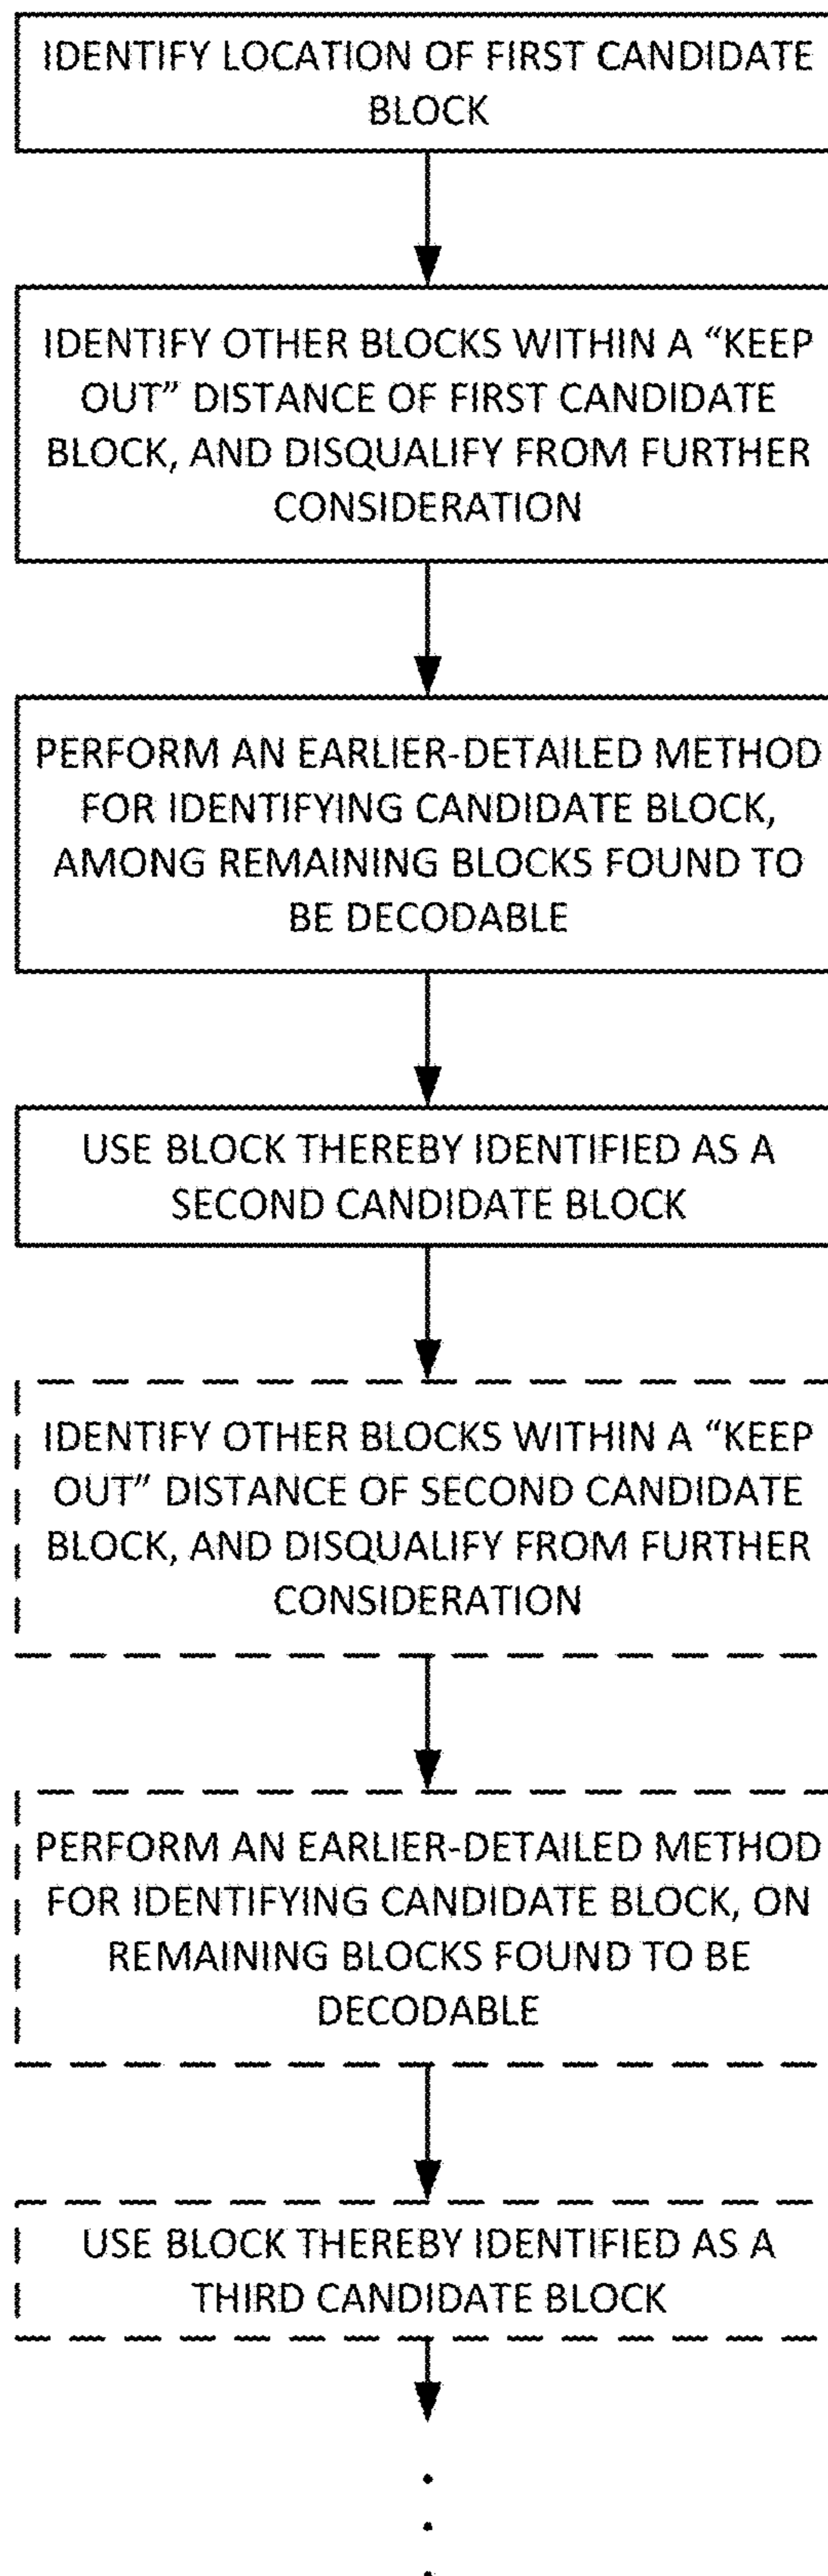 IDENTIFY LOCATION OF FIRST CANDIDATE
BLOCK
IDENTIFY OTHER BLOCKS WITHIN A “KEEP
OUT” DISTANCE OF FIRST CANDIDATE
BLOCK, AND DISQUALIFY FROM FURTHER
CONSIDERATION
PERFORM AN EARLIER-DETAILED METHOD
FOR IDENTIFYING CANDIDATE BLOCK,
AMONG REMAINING BLOCKS FOUND TO
BE DECODABLE
USE BLOCK THEREBY IDENTIFIED AS A
SECOND CANDIDATE BLOCK
IDENTIFY OTHER BLOCKS WITHIN A “KEEP
OUT” DISTANCE OF SECOND CANDIDATE
BLOCK, AND DISQUALIFY FROM FURTHER
CONSIDERATION
PERFORM AN EARLIER-DETAILED METHOD
FOR IDENTIFYING CANDIDATE BLOCK, ON
REMAINING BLOCKS FOUND TO BE
DECODABLE
USE BLOCK THEREBY IDENTIFIED AS A
THIRD CANDIDATE BLOCK